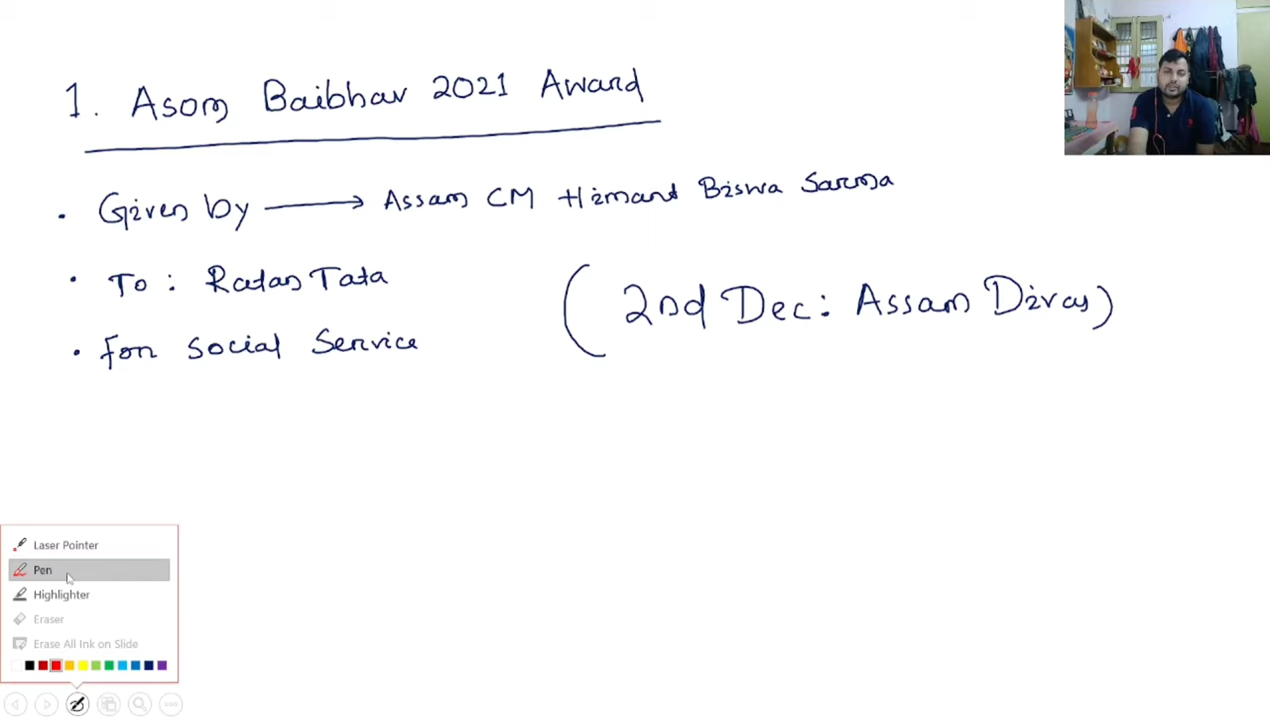 1. Asom Baibhav 2021 Award
• Given by → Assam CM Himant Biswa Sarma
• To : Ratan Tata
(2nd Dec: Assam Divas)
• For Social Service
Laser Pointer
Pen
Highlighter
Eraser
Erase All Ink on Slide